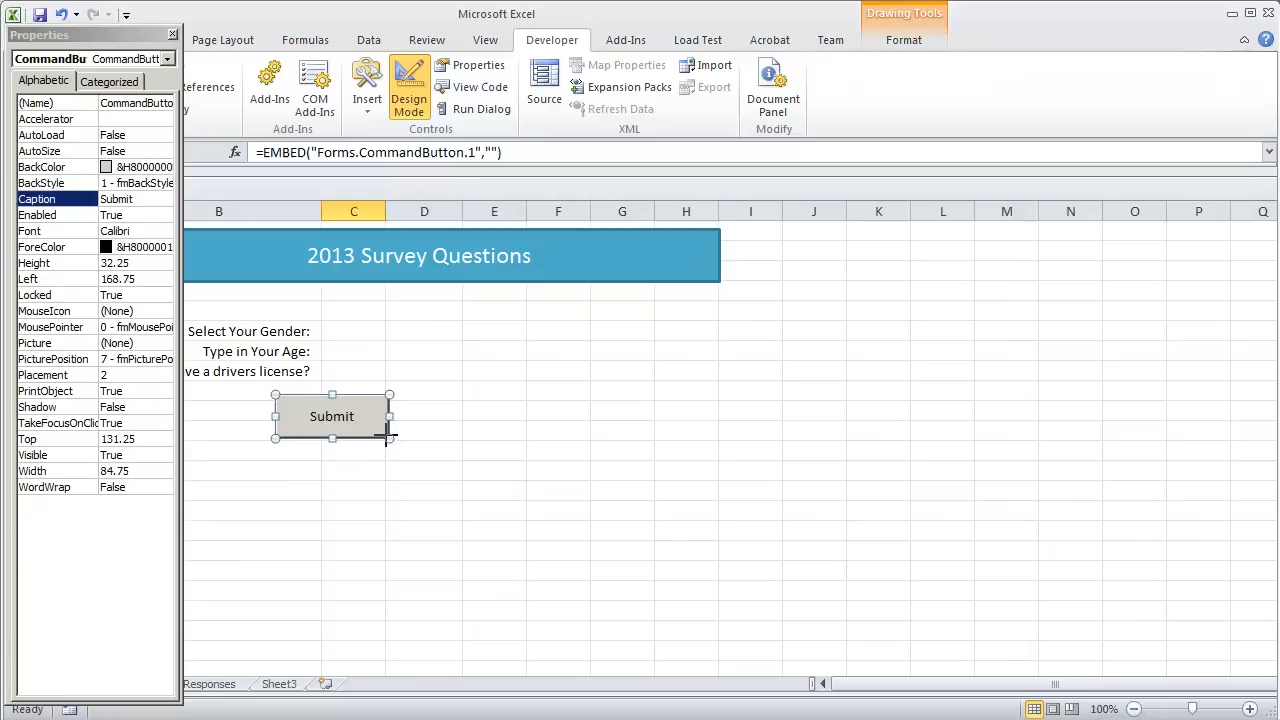 Microsoft Excel
Drawing Tools
Properties
Page Layout Formulas Data Review View Developer Add-Ins Load Test Acrobat Team Format
CommandBu CommandButt
Alphabetic Categorized
(Name) CommandButto
Accelerator
AutoLoad False
AutoSize False
BackColor &H8000000
BackStyle 1 - fmBackStyle
Caption Submit
Enabled True
Font Calibri
ForeColor &H8000001
Height 32.25
Left 168.75
Locked True
MouseIcon (None)
MousePointer 0 - fmMousePoi
Picture (None)
PicturePosition 7 - fmPicturePo
Placement 2
PrintObject True
Shadow False
TakeFocusOnClic True
Top 131.25
Visible True
Width 84.75
WordWrap False
References
Add-Ins
COM Add-Ins
Add-Ins
Insert
Design Mode
Properties
View Code
Run Dialog
Controls
Source
Map Properties
Expansion Packs
Refresh Data
Import
Export
XML
Document Panel
Modify
fx =EMBED("Forms.CommandButton.1","")
B C D E F G H I J K L M N O P Q
2013 Survey Questions
Select Your Gender:
Type in Your Age:
ve a drivers license?
Submit
Responses Sheet3
Ready
100%